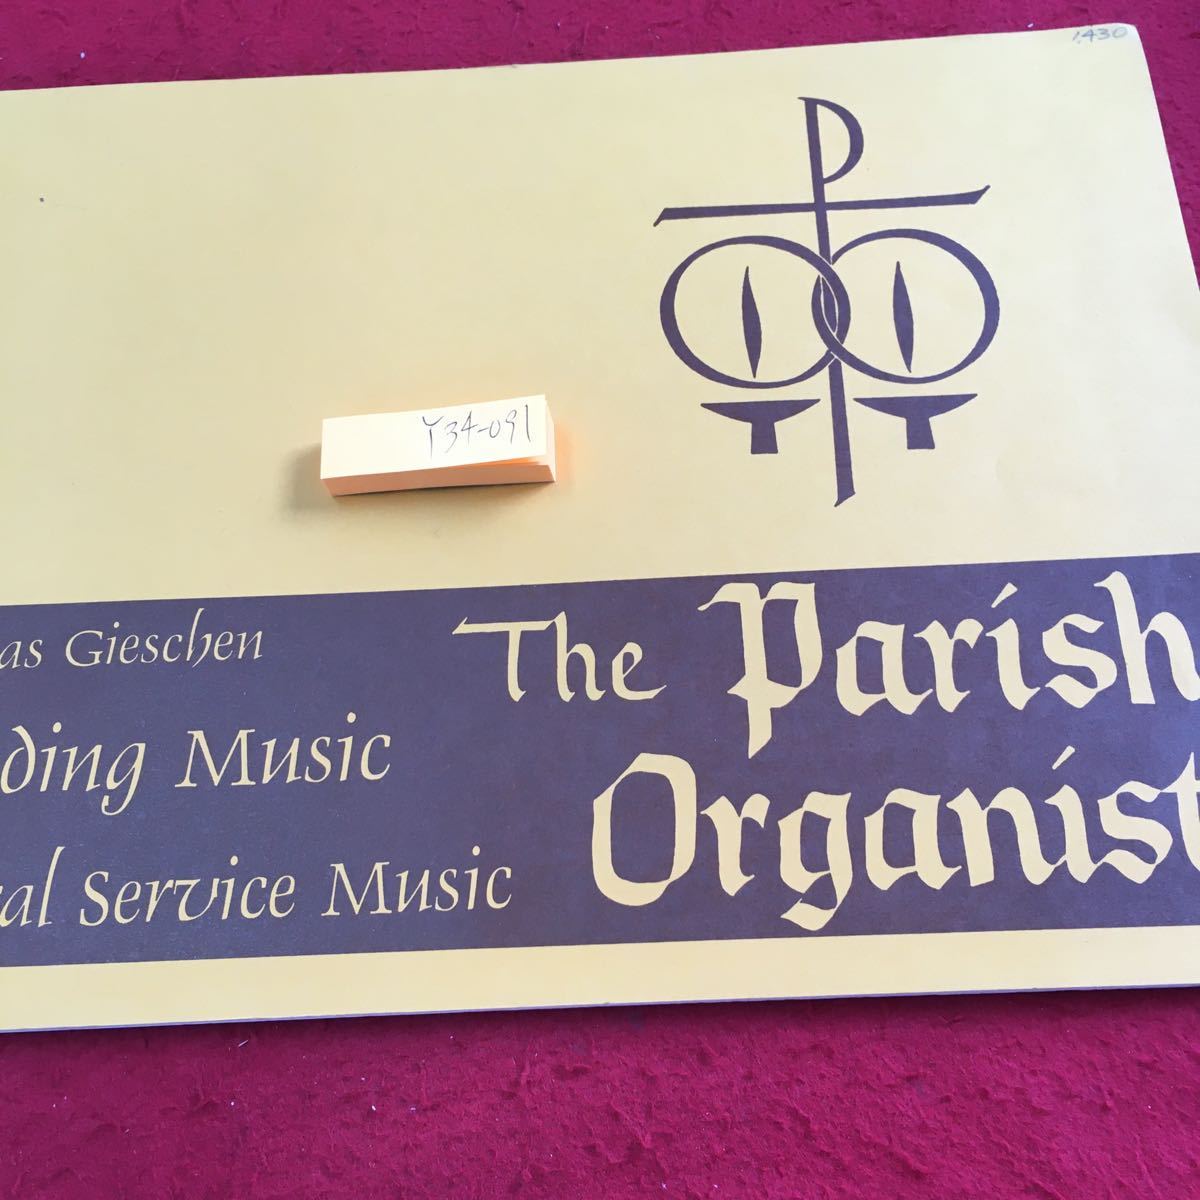 1430
Y34-091
as Gieschen
ding Music
al Service Music
The Parish
Organist